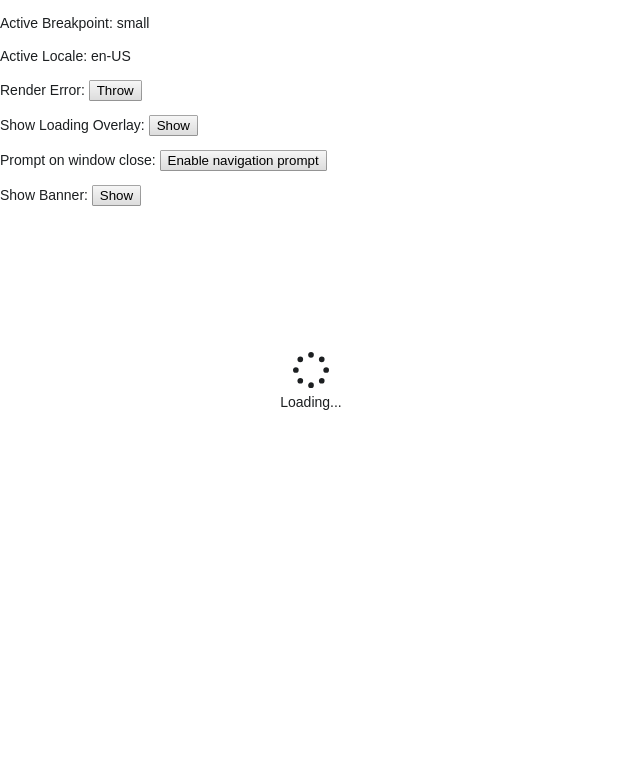 Active Breakpoint: small
Active Locale: en-US
Render Error: Throw
Show Loading Overlay: Show
Prompt on window close: Enable navigation prompt
Show Banner: Show
Loading...